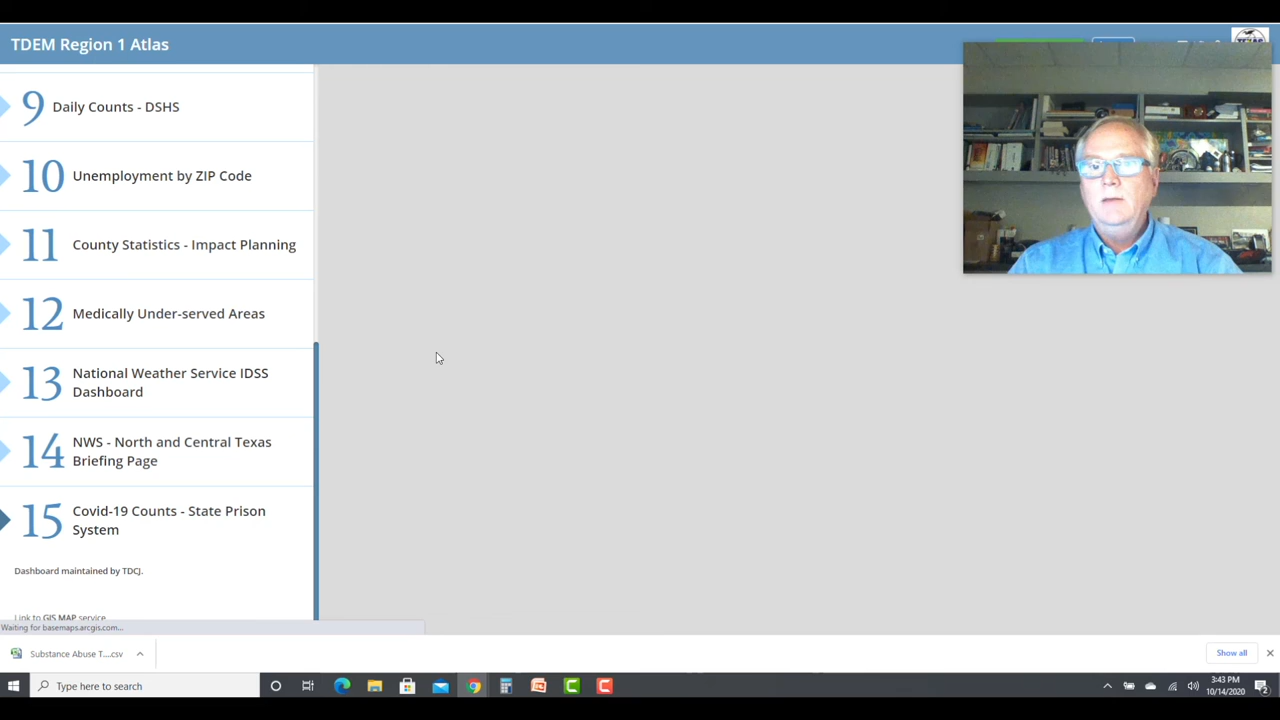 TDEM Region 1 Atlas
9 Daily Counts - DSHS
10 Unemployment by ZIP Code
11 County Statistics - Impact Planning
12 Medically Under-served Areas
13 National Weather Service IDSS
Dashboard
14 NWS - North and Central Texas
Briefing Page
15 Covid-19 Counts - State Prison
System
Dashboard maintained by TDCJ.
Link to GIS MAP service
Waiting for basemaps.arcgis.com...
Substance Abuse T....csv
Show all
Type here to search
3:43 PM
10/14/2020
2